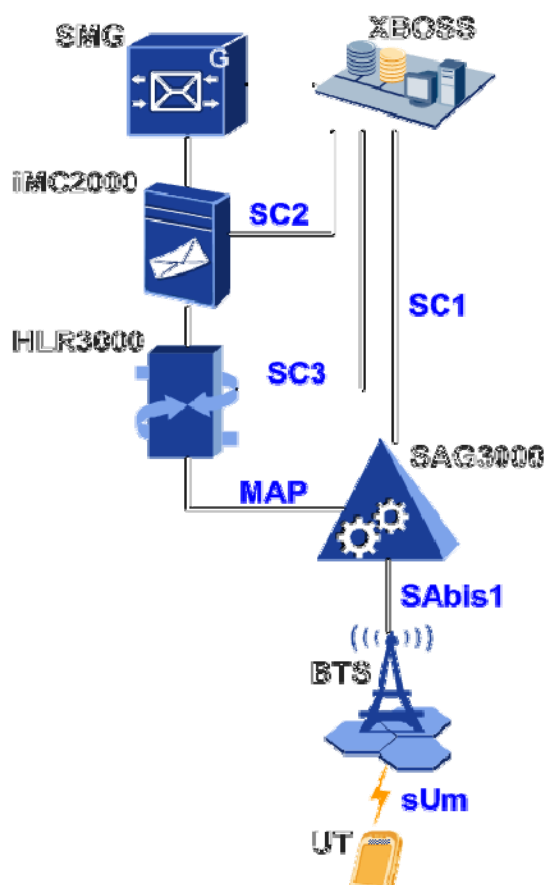 SMG
XBOSS
G
iMC2000
SC2
SC1
HLR3000
SC3
SAG3000
MAP
SAbis1
BTS
sUm
UT